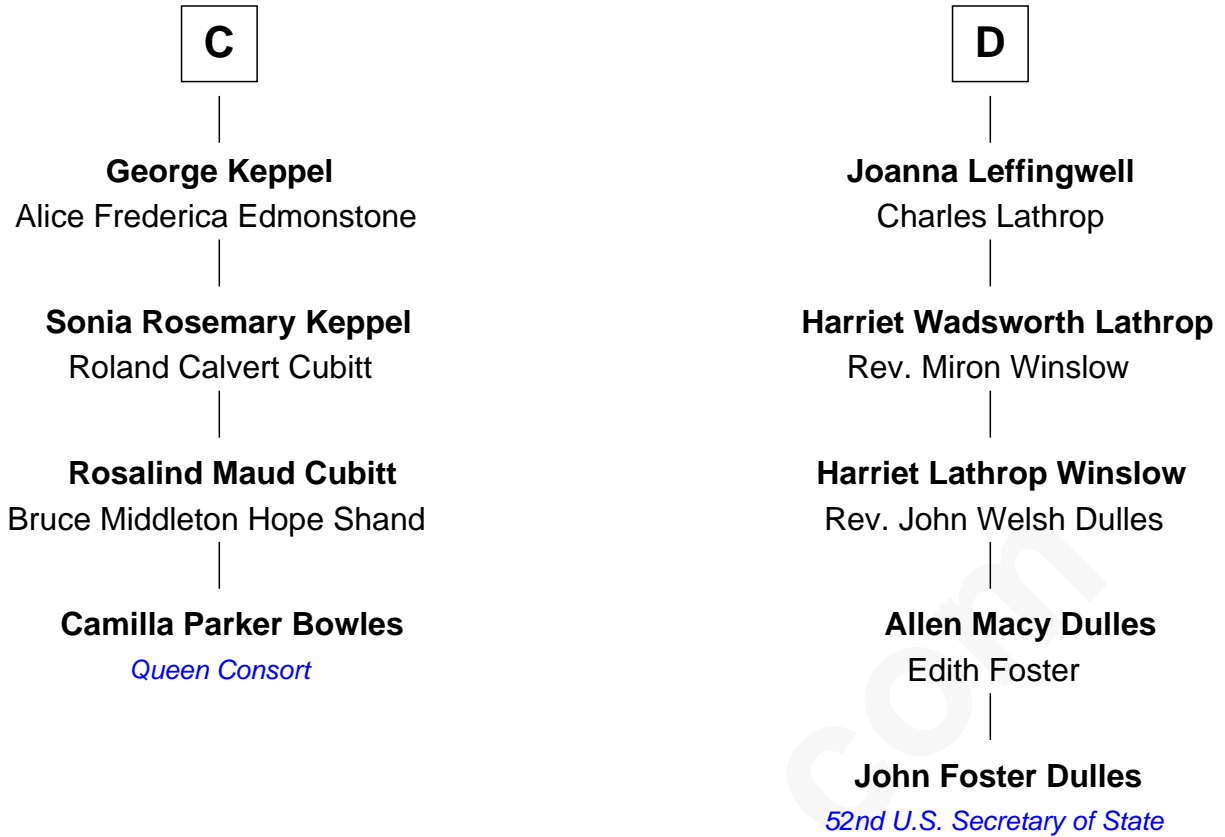 C
George Keppel
Alice Frederica Edmonstone
Sonia Rosemary Keppel
Roland Calvert Cubitt
Rosalind Maud Cubitt
Bruce Middleton Hope Shand
Camilla Parker Bowles
Queen Consort
D
Joanna Leffingwell
Charles Lathrop
Harriet Wadsworth Lathrop
Rev. Miron Winslow
Harriet Lathrop Winslow
Rev. John Welsh Dulles
Allen Macy Dulles
Edith Foster
John Foster Dulles
52nd U.S. Secretary of State
com